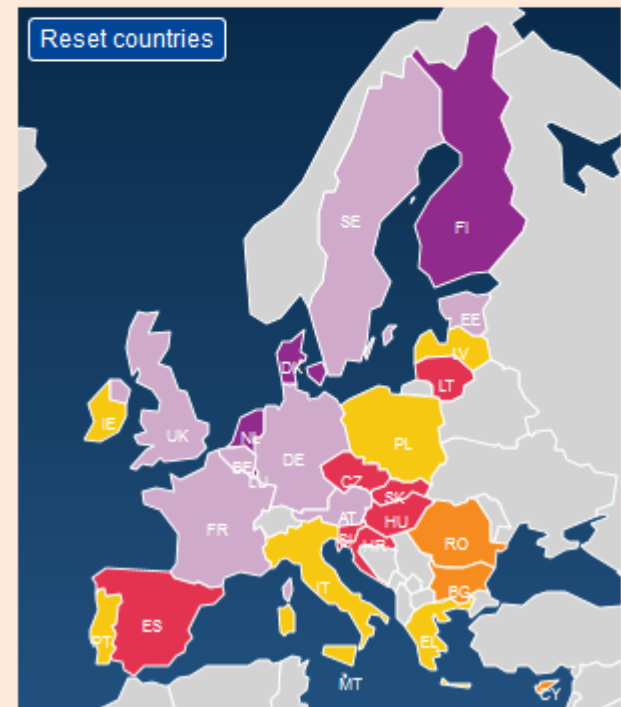 Reset countries
SE
FI
EE
LV
DK
LT
IE
UK
NL
PL
BE
DE
LU
CZ
SK
FR
AT
HU
SI
HR
RO
IT
BG
ES
PT
EL
MT
CY